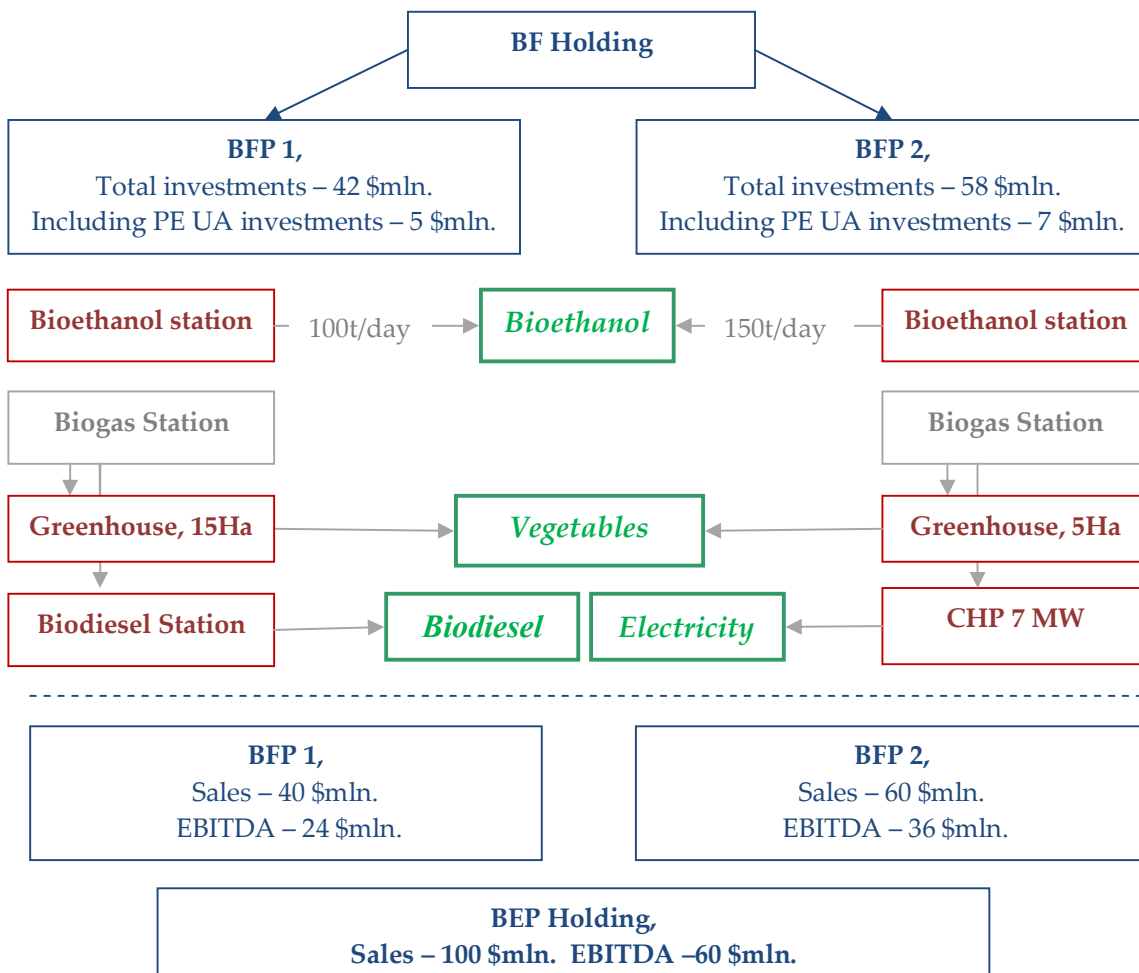 BF Holding
BFP 1,
Total investments – 42 $mln.
Including PE UA investments – 5 $mln.
BFP 2,
Total investments – 58 $mln.
Including PE UA investments – 7 $mln.
Bioethanol station
100t/day
Bioethanol
150t/day
Bioethanol station
Biogas Station
Biogas Station
Greenhouse, 15Ha
Vegetables
Greenhouse, 5Ha
Biodiesel Station
Biodiesel
Electricity
CHP 7 MW
BFP 1,
Sales – 40 $mln.
EBITDA – 24 $mln.
BFP 2,
Sales – 60 $mln.
EBITDA – 36 $mln.
BEP Holding,
Sales – 100 $mln. EBITDA –60 $mln.